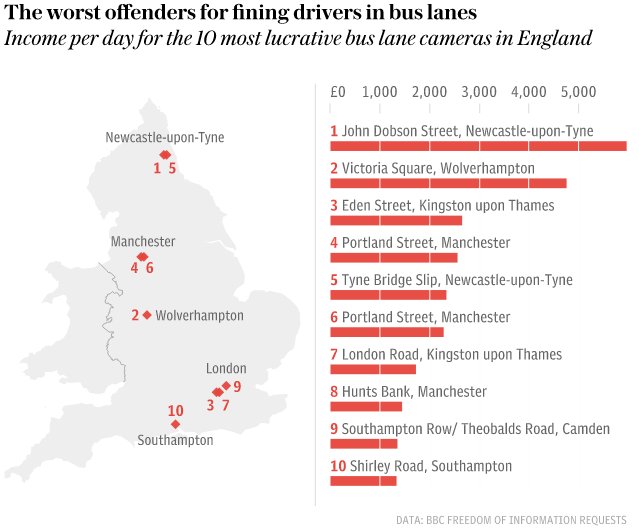 The worst offenders for fining drivers in bus lanes
Income per day for the 10 most lucrative bus lane cameras in England
Newcastle-upon-Tyne
1 5
Manchester
4 6
2 Wolverhampton
London
9
3 7
10
Southampton
£0 1,000 2,000 3,000 4,000 5,000
1 John Dobson Street, Newcastle-upon-Tyne
2 Victoria Square, Wolverhampton
3 Eden Street, Kingston upon Thames
4 Portland Street, Manchester
5 Tyne Bridge Slip, Newcastle-upon-Tyne
6 Portland Street, Manchester
7 London Road, Kingston upon Thames
8 Hunts Bank, Manchester
9 Southampton Row/ Theobalds Road, Camden
10 Shirley Road, Southampton
DATA: BBC FREEDOM OF INFORMATION REQUESTS